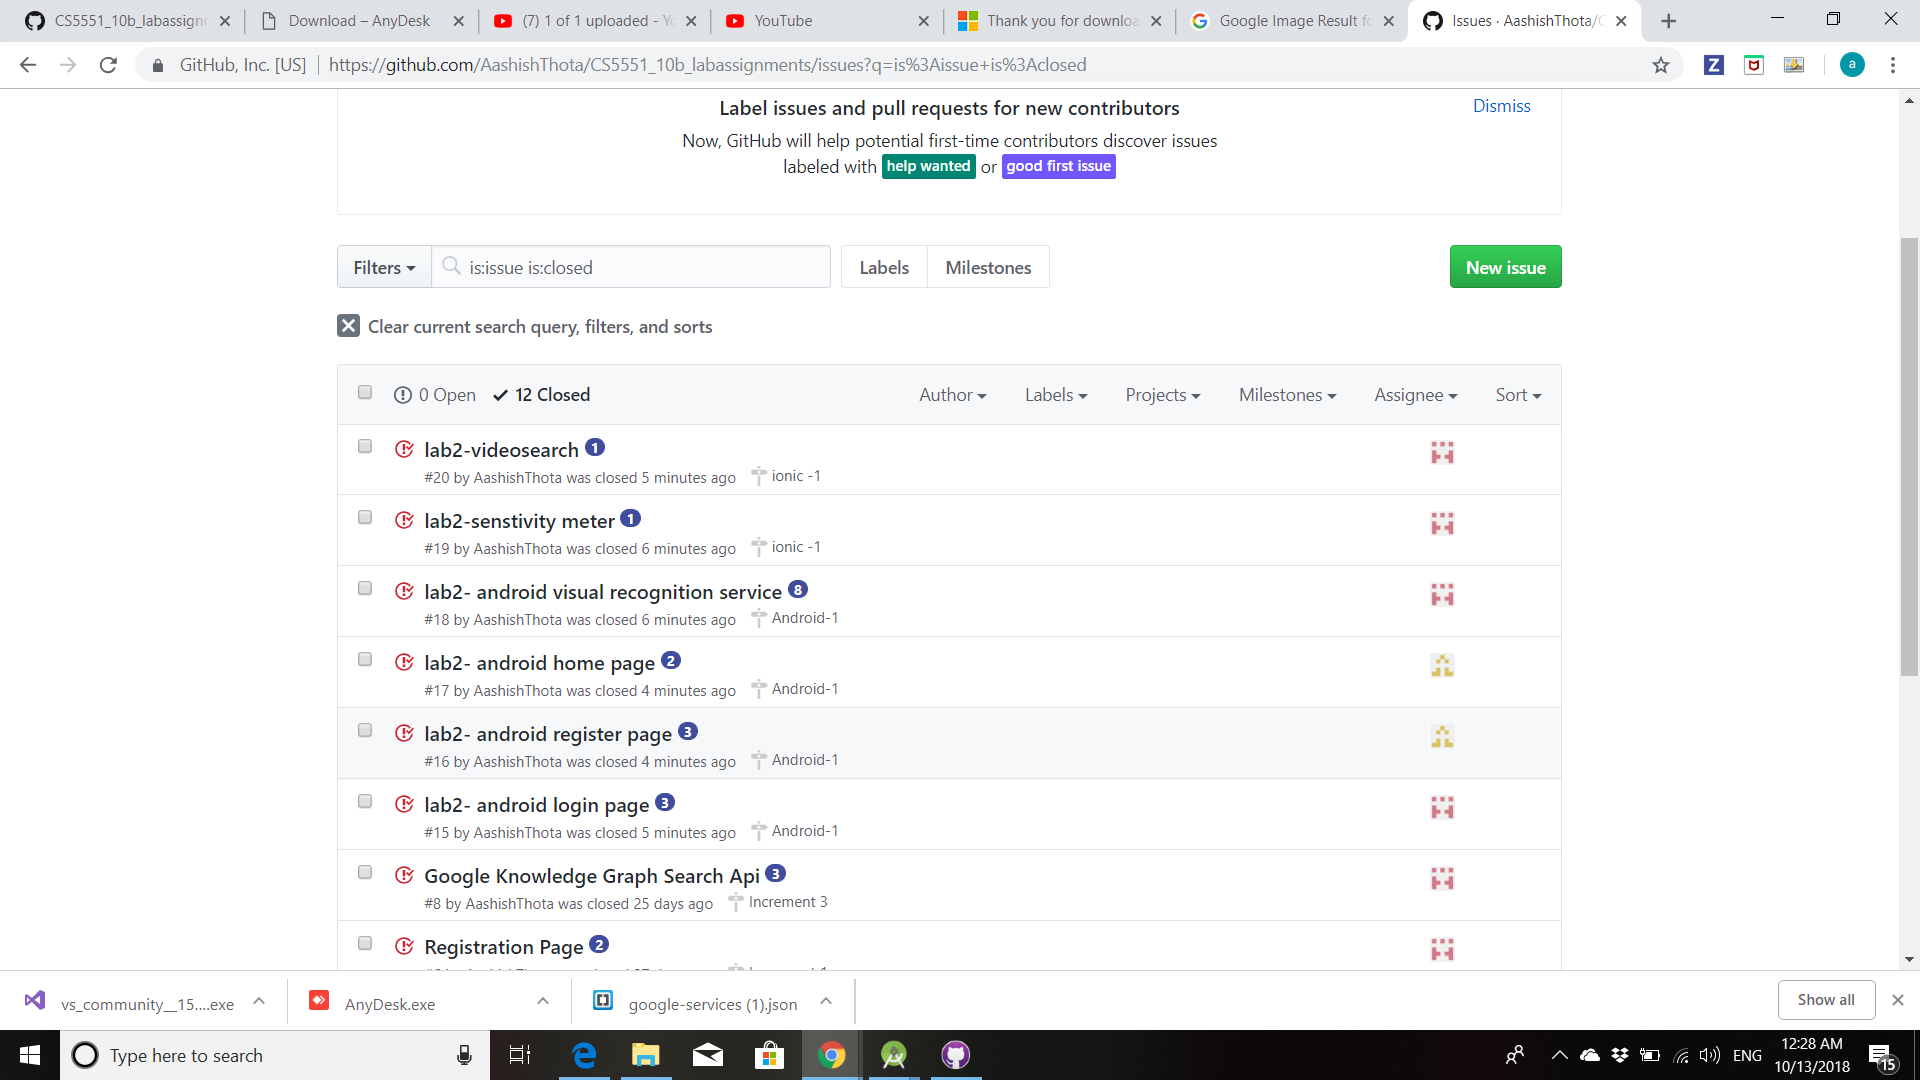 CS5551_10b_labassignm
Download – AnyDesk
(7) 1 of 1 uploaded - Yo
YouTube
Thank you for downloa
Google Image Result fo
Issues · AashishThota/C
GitHub, Inc. [US]
https://github.com/AashishThota/CS5551_10b_labassignments/issues?q=is%3Aissue+is%3Aclosed
a
Label issues and pull requests for new contributors
Dismiss
Now, GitHub will help potential first-time contributors discover issues
labeled with help wanted or good first issue
Filters
is:issue is:closed
Labels
Milestones
New issue
Clear current search query, filters, and sorts
0 Open
12 Closed
Author
Labels
Projects
Milestones
Assignee
Sort
lab2-videosearch 1
#20 by AashishThota was closed 5 minutes ago ionic -1
lab2-senstivity meter 1
#19 by AashishThota was closed 6 minutes ago ionic -1
lab2- android visual recognition service 8
#18 by AashishThota was closed 6 minutes ago Android-1
lab2- android home page 2
#17 by AashishThota was closed 4 minutes ago Android-1
lab2- android register page 3
#16 by AashishThota was closed 4 minutes ago Android-1
lab2- android login page 3
#15 by AashishThota was closed 5 minutes ago Android-1
Google Knowledge Graph Search Api 3
#8 by AashishThota was closed 25 days ago Increment 3
Registration Page 2
vs_community__15....exe
AnyDesk.exe
google-services (1).json
Show all
Type here to search
ENG
12:28 AM
10/13/2018
15